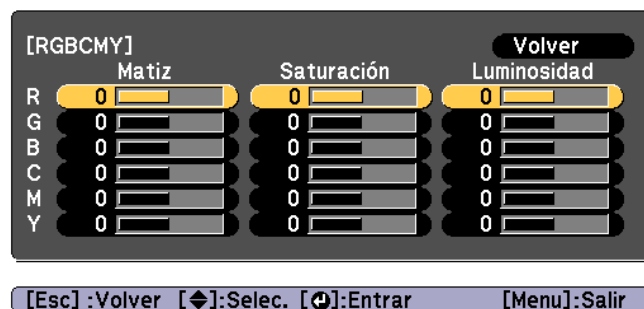 [RGBCMY] Volver
Matiz Saturación Luminosidad
R 0 0 0
G 0 0 0
B 0 0 0
C 0 0 0
M 0 0 0
Y 0 0 0
[Esc] :Volver [◆]:Selec. [⏎]:Entrar [Menu]:Salir